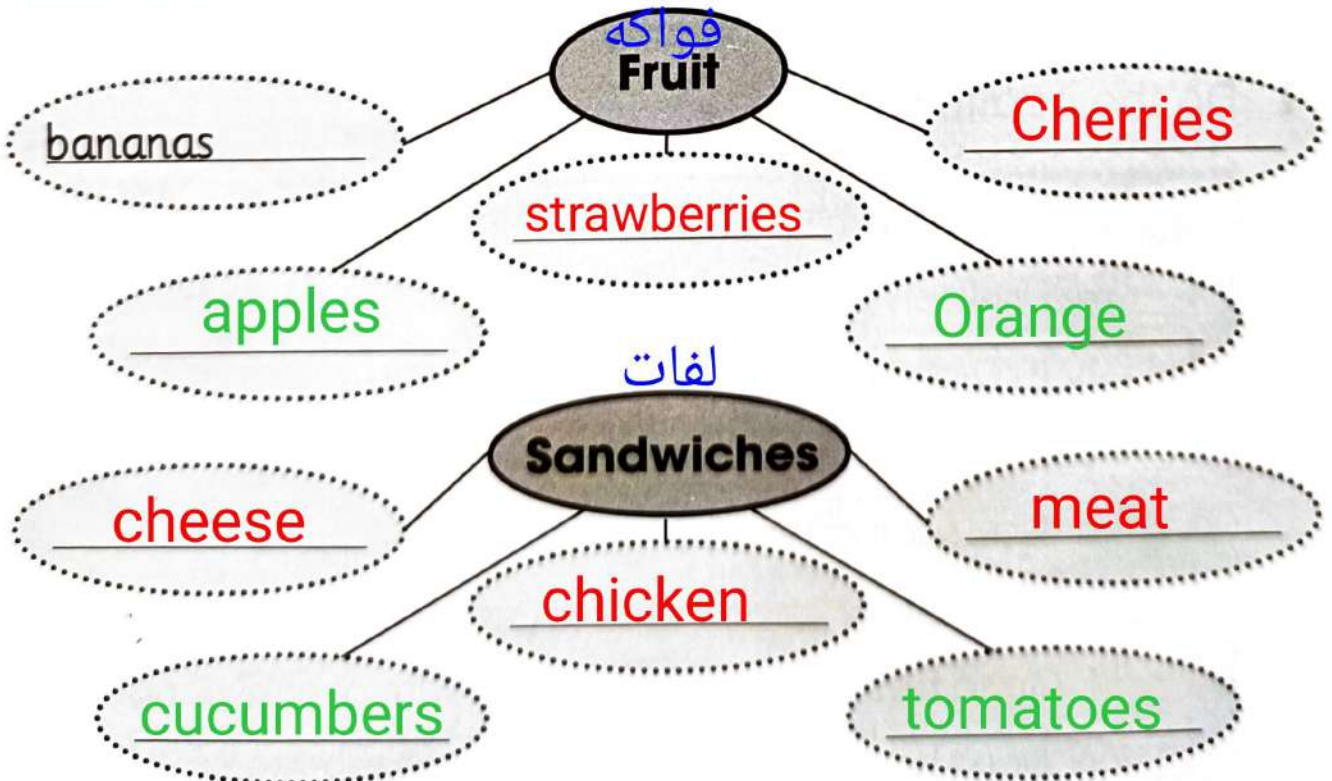 فواكه
Fruit
bananas
Cherries
strawberries
apples
Orange
لفات
Sandwiches
cheese
meat
chicken
cucumbers
tomatoes